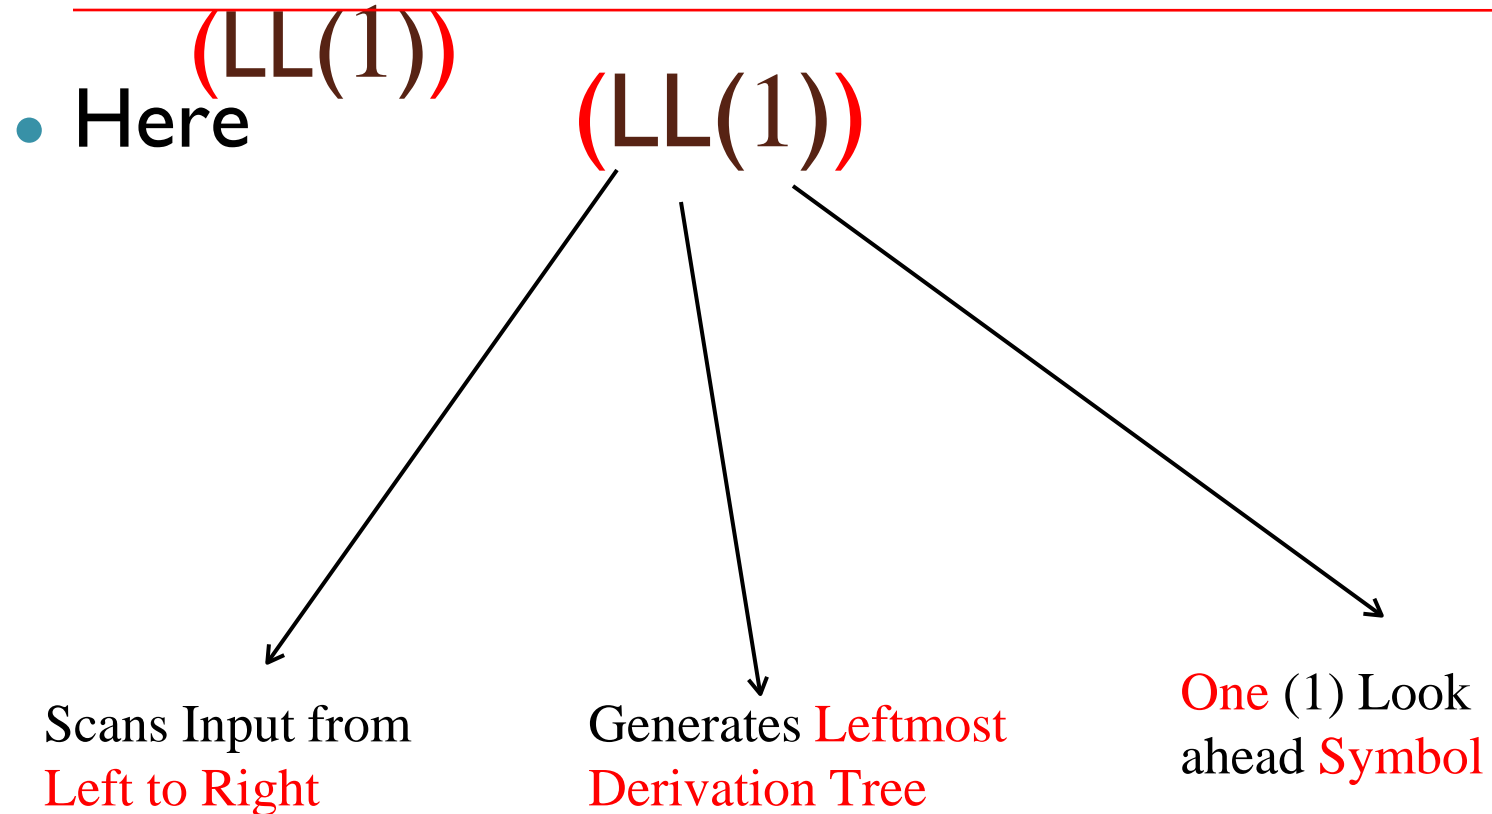 (LL(1))
• Here (LL(1))
Scans Input from
Left to Right
Generates Leftmost
Derivation Tree
One (1) Look
ahead Symbol